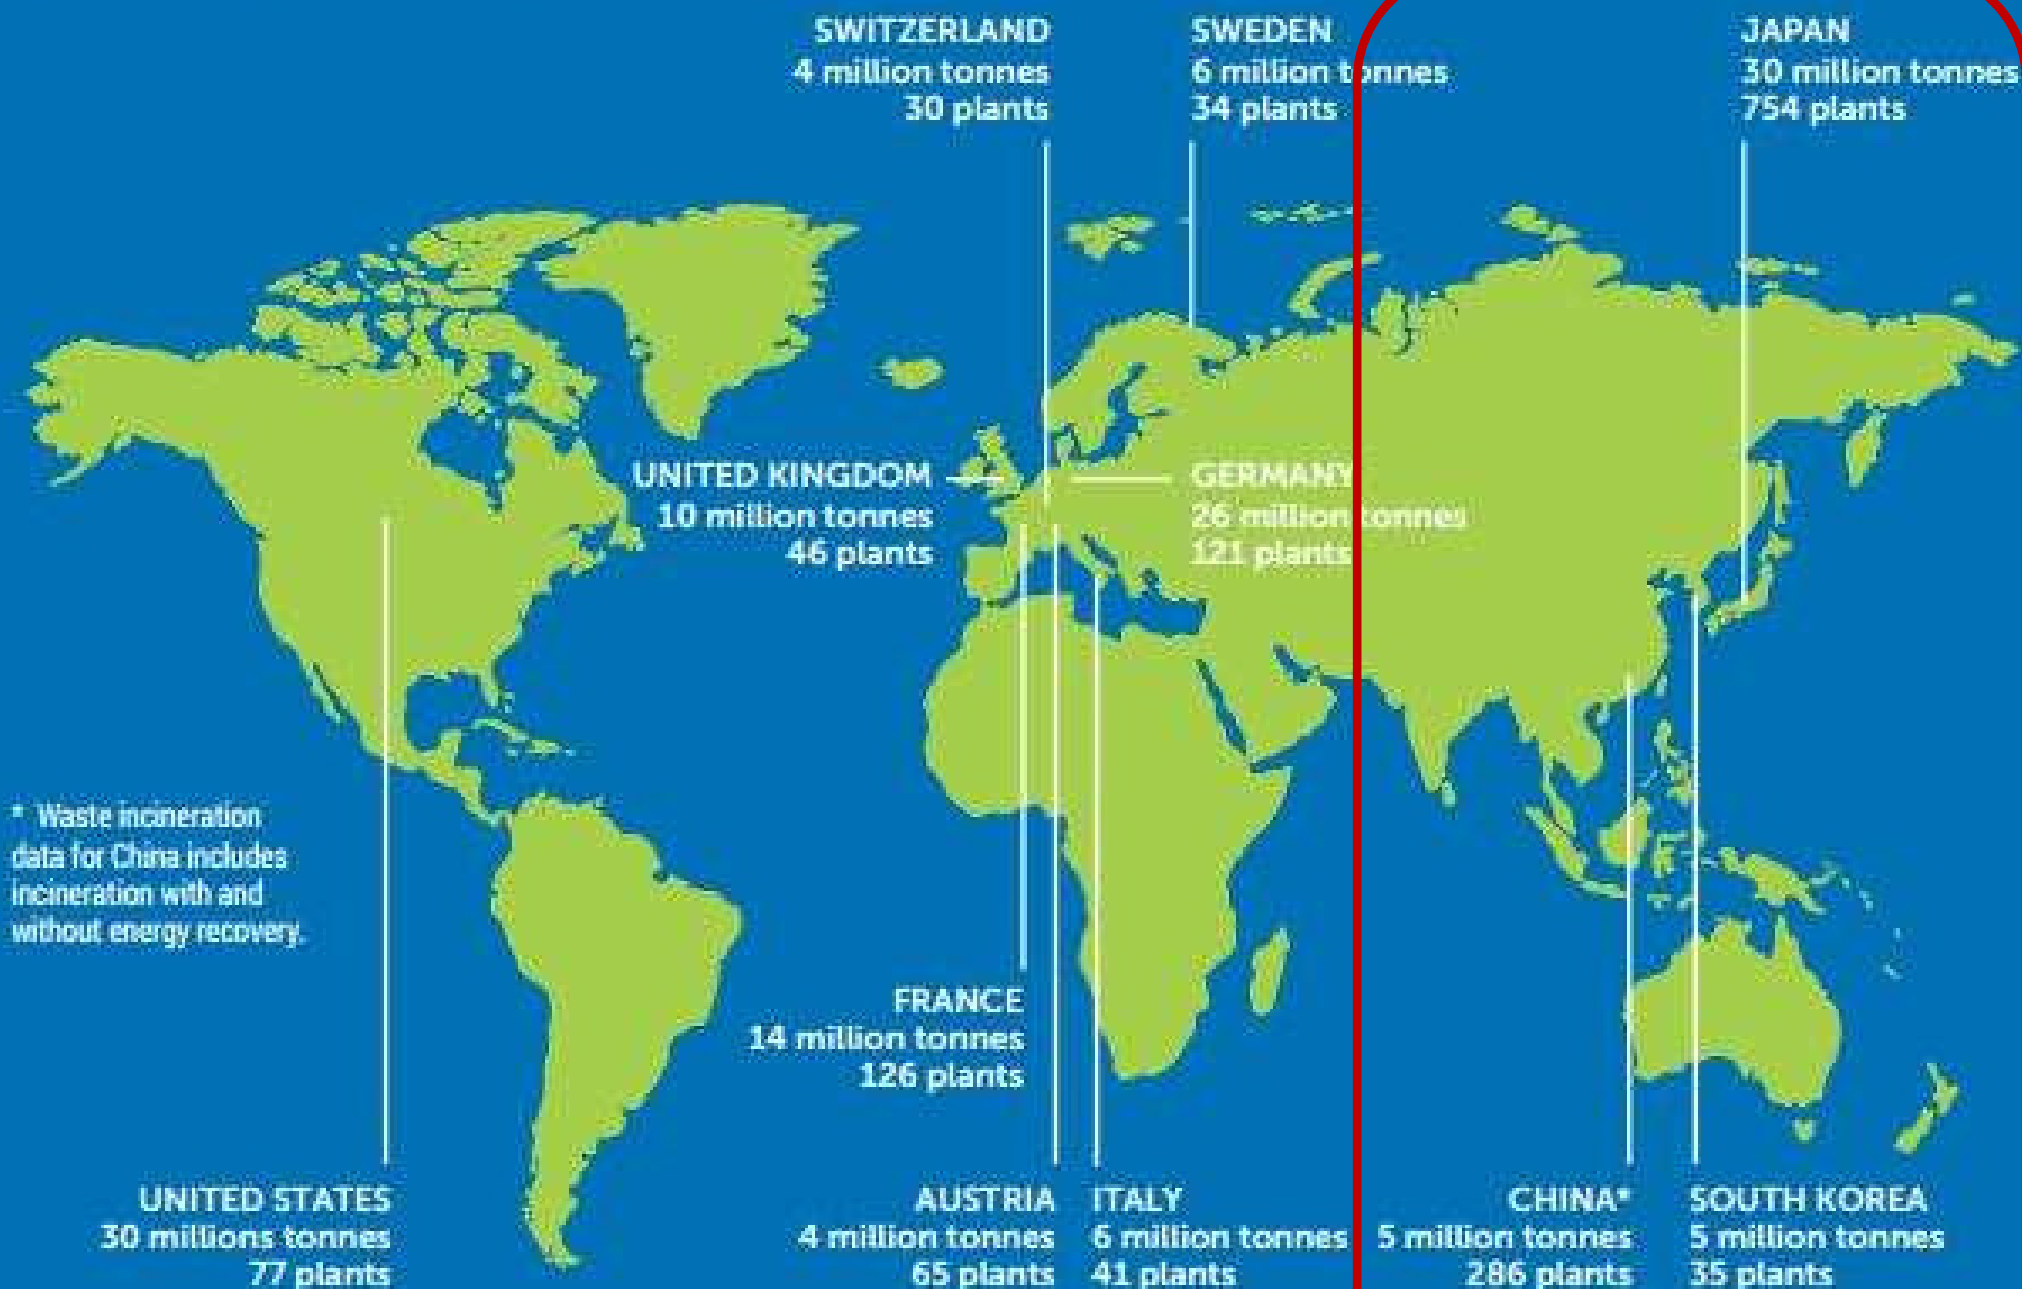 SWITZERLAND
4 million tonnes
30 plants
SWEDEN
6 million tonnes
34 plants
JAPAN
30 million tonnes
754 plants
UNITED KINGDOM
10 million tonnes
46 plants
GERMANY
26 million tonnes
121 plants
* Waste incineration
data for China includes
incineration with and
without energy recovery.
FRANCE
14 million tonnes
126 plants
UNITED STATES
30 millions tonnes
77 plants
AUSTRIA
4 million tonnes
65 plants
ITALY
6 million tonnes
41 plants
CHINA*
5 million tonnes
286 plants
SOUTH KOREA
5 million tonnes
35 plants